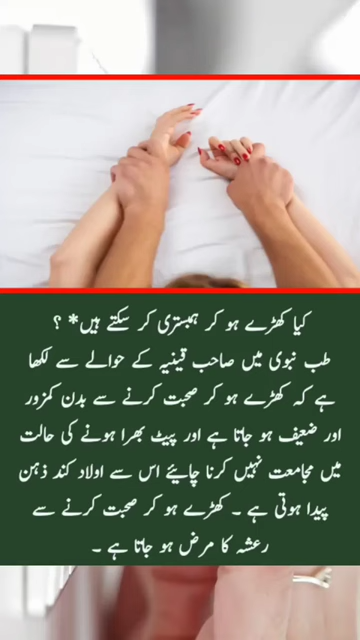 کیا کھڑے ہو کر ہمبستری کر سکتے ہیں* ؟
طب نبوی میں صاحب قینیہ کے حوالے سے لکھا
ہے کہ کھڑے ہو کر صحبت کرنے سے بدن کمزور
اور ضعیف ہو جاتا ہے اور پیٹ بھرا ہونے کی حالت
میں مجامعت نہیں کرنا چاہئیے اس سے اولاد کند ذہن
پیدا ہوتی ہے ۔ کھڑے ہو کر صحبت کرنے سے
رعشہ کا مرض ہو جاتا ہے ۔